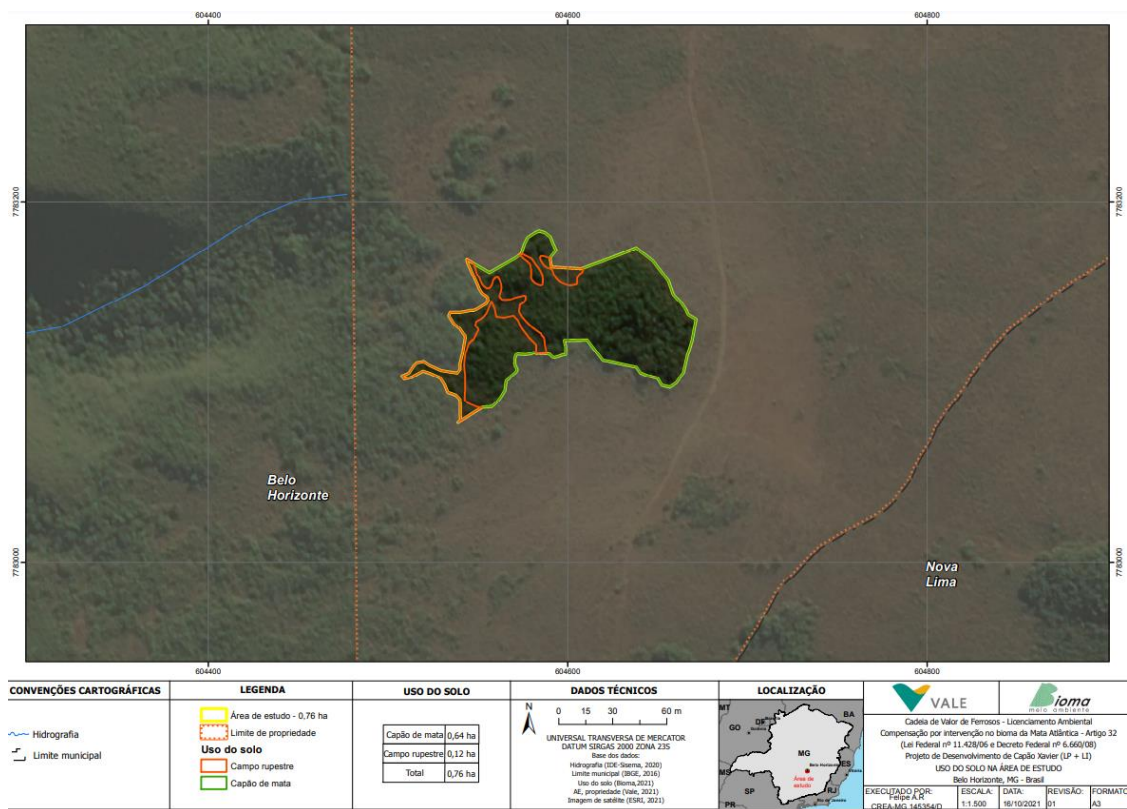 604400
604600
604800
7783200
7783200
7783000
7783000
Belo
Horizonte
Nova
Lima
604400
604600
604800
CONVENÇÕES CARTOGRÁFICAS
Hidrografia
Limite municipal
LEGENDA
Área de estudo - 0,76 ha
Limite de propriedade
Uso do solo
Campo rupestre
Capão de mata
USO DO SOLO
Capão de mata 0,64 ha
Campo rupestre 0,12 ha
Total 0,76 ha
DADOS TÉCNICOS
N
0 15 30 60 m
UNIVERSAL TRANSVERSA DE MERCATOR
DATUM SIRGAS 2000 ZONA 23S
Base dos dados:
Hidrografia (IDE-Sisema, 2020)
Limite municipal (IBGE, 2016)
Uso do solo (Bioma,2021)
AE, propriedade (Vale, 2021)
Imagem de satélite (ESRI, 2021)
LOCALIZAÇÃO
MT
DF
BA
GO
MG
Belo Horizonte
MS
ES
Área de
estudo
SP
RJ
PR
VALE
Bioma
meio ambiente
Cadeia de Valor de Ferrosos - Licenciamento Ambiental
Compensação por intervenção no bioma da Mata Atlântica - Artigo 32
(Lei Federal nº 11.428/06 e Decreto Federal nº 6.660/08)
Projeto de Desenvolvimento de Capão Xavier (LP + LI)
USO DO SOLO NA ÁREA DE ESTUDO
Belo Horizonte, MG - Brasil
EXECUTADO POR:
Felipe A.R
CREA-MG 145354/D
ESCALA:
1:1.500
DATA:
16/10/2021
REVISÃO:
01
FORMATO
A3